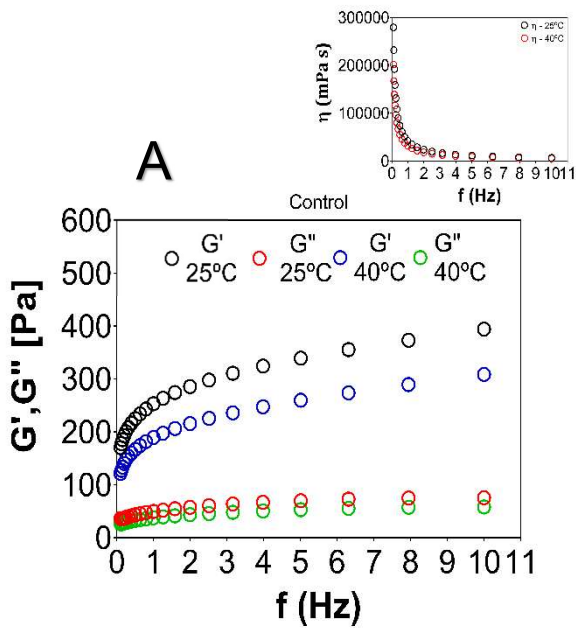 300000
200000
100000
0
η (mPa s)
η - 25ºC
η - 40ºC
0 1 2 3 4 5 6 7 8 9 10 11
f (Hz)
A
Control
600
500
400
300
200
100
0
G',G'' [Pa]
G' G'' G' G''
25ºC 25ºC 40ºC 40ºC
0 1 2 3 4 5 6 7 8 9 10 11
f (Hz)